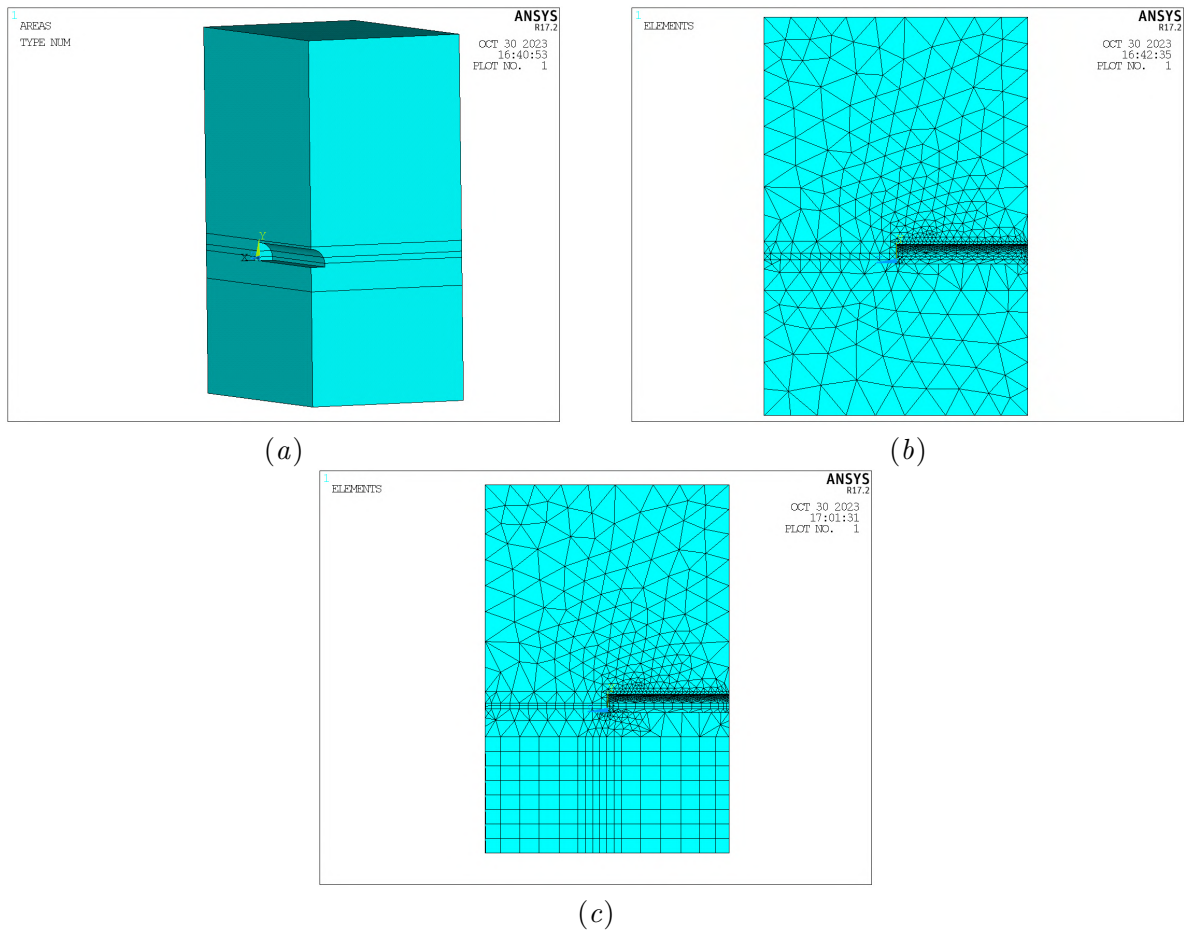 1
AREAS
TYPE NUM
ANSYS
R17.2
OCT 30 2023
16:40:53
PLOT NO. 1
X
Y
(a)
1
ELEMENTS
ANSYS
R17.2
OCT 30 2023
16:42:35
PLOT NO. 1
(b)
1
ELEMENTS
ANSYS
R17.2
OCT 30 2023
17:01:31
PLOT NO. 1
(c)